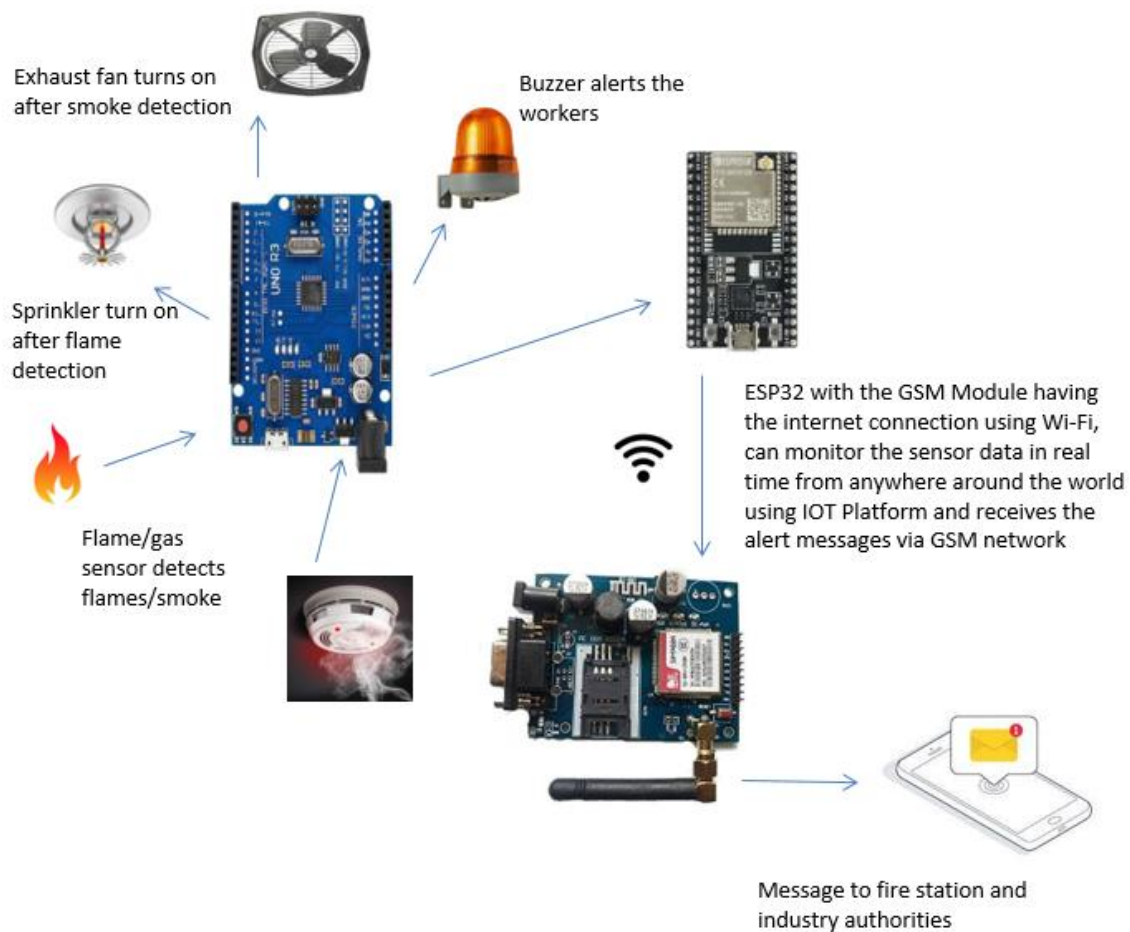 Exhaust fan turns on
after smoke detection
Buzzer alerts the
workers
UNO R3
Sprinkler turn on
after flame
detection
ESP32 with the GSM Module having
the internet connection using Wi-Fi,
can monitor the sensor data in real
time from anywhere around the world
using IOT Platform and receives the
alert messages via GSM network
Flame/gas
sensor detects
flames/smoke
1
Message to fire station and
industry authorities